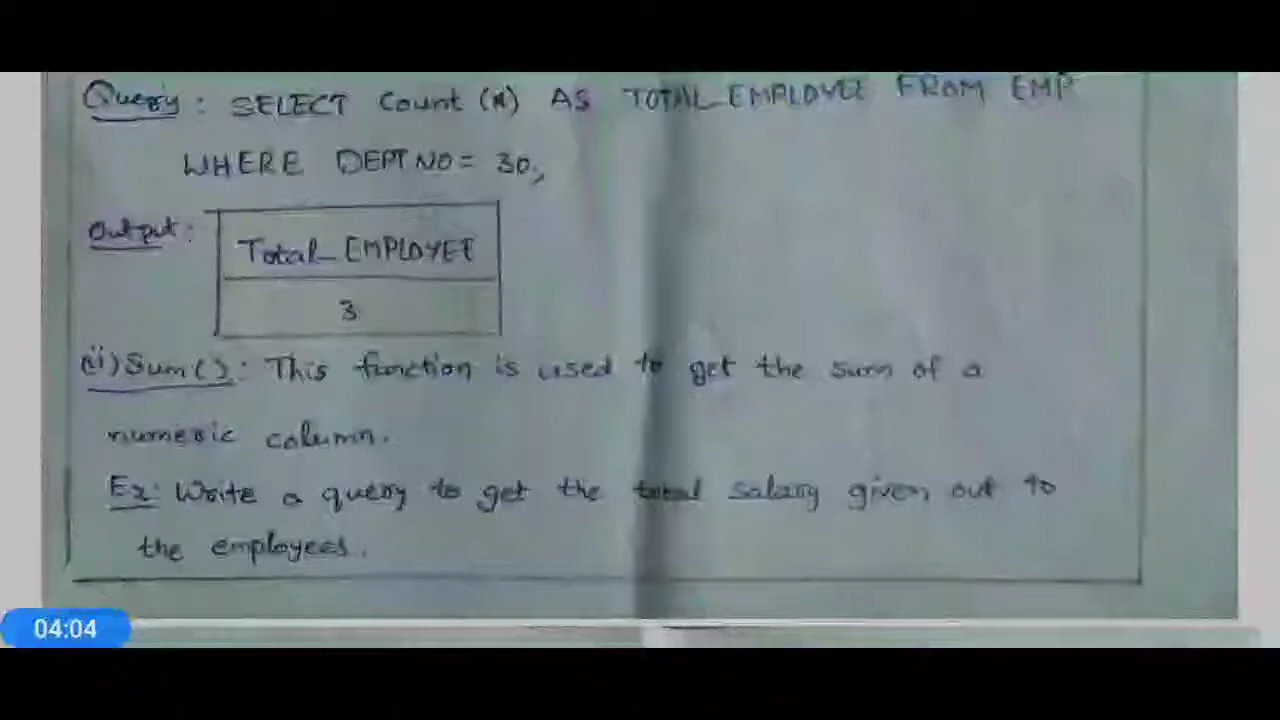 Query: SELECT Count (*) AS TOTAL_EMPLOYEE FROM EMP
WHERE DEPTNO = 30;
Output:
Total_EMPLOYEE
3
(ii) Sum(): This function is used to get the sum of a
numeric column.
Ex: Write a query to get the total salary given out to
the employees.
04:04